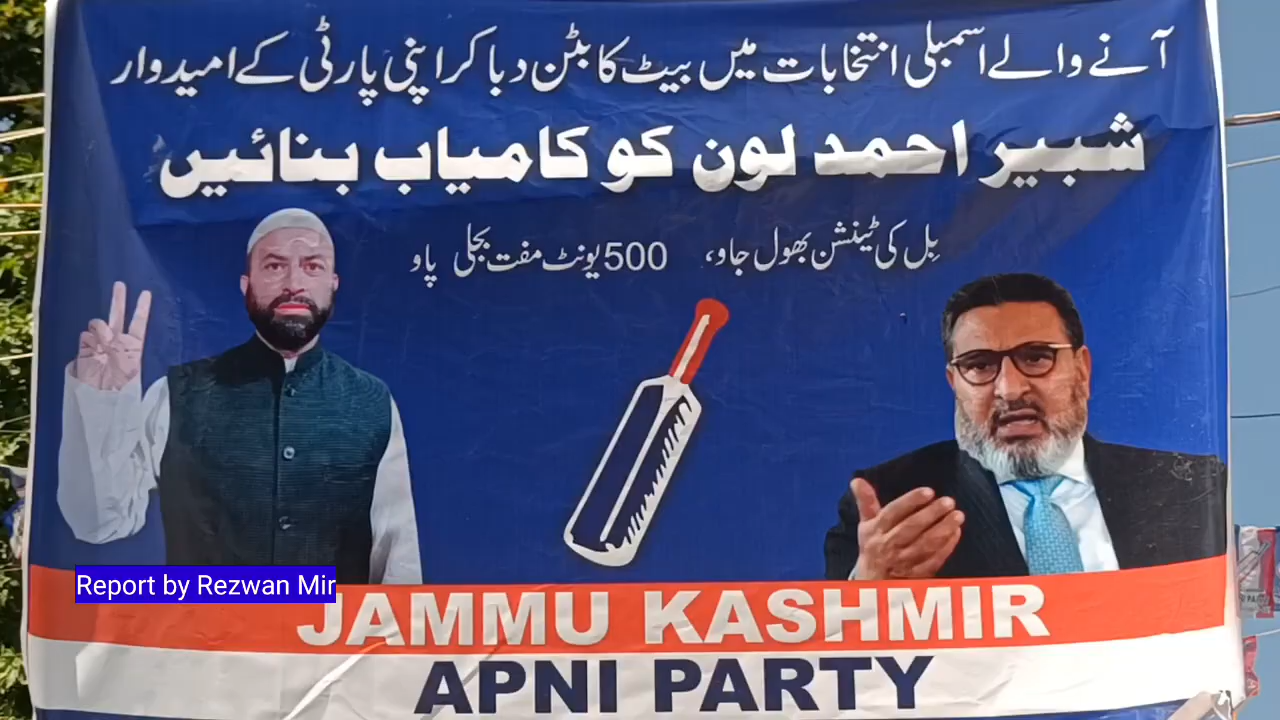 آنے والے اسمبلی انتخابات میں بیٹ کا بٹن دبا کر اپنی پارٹی کے امیدوار
شبیر احمد لون کو کامیاب بنائیں
بِل کی ٹینشن بھول جاو، 500 یونٹ مفت بجلی پاو
Report by Rezwan Mir
JAMMU KASHMIR
APNI PARTY